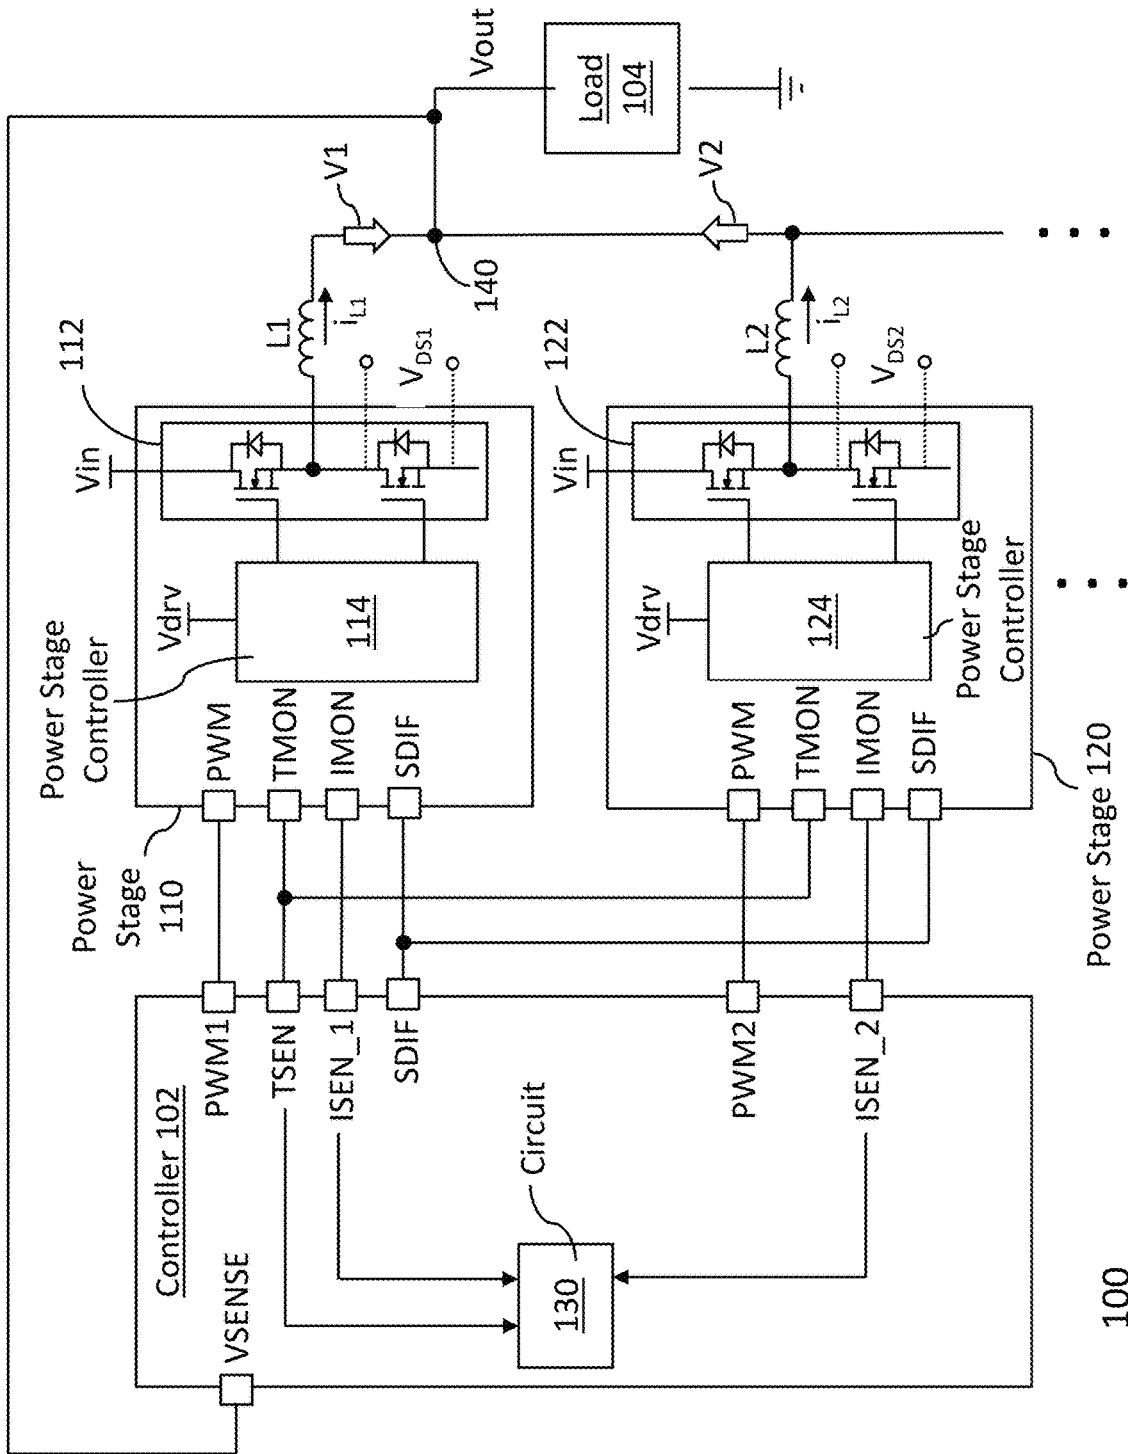 Controller 102
VSENSE
PWM1
TSEN
ISEN_1
SDIF
PWM2
ISEN_2
Circuit
130
100
Power
Stage
110
Power Stage
Controller
PWM
TMON
IMON
SDIF
Vdrv
114
Vin
112
L1
iL1
VDS1
V1
140
Vout
Load
104
V2
PWM
TMON
IMON
SDIF
Vdrv
124
Power Stage
Controller
Power Stage 120
Vin
122
L2
iL2
VDS2